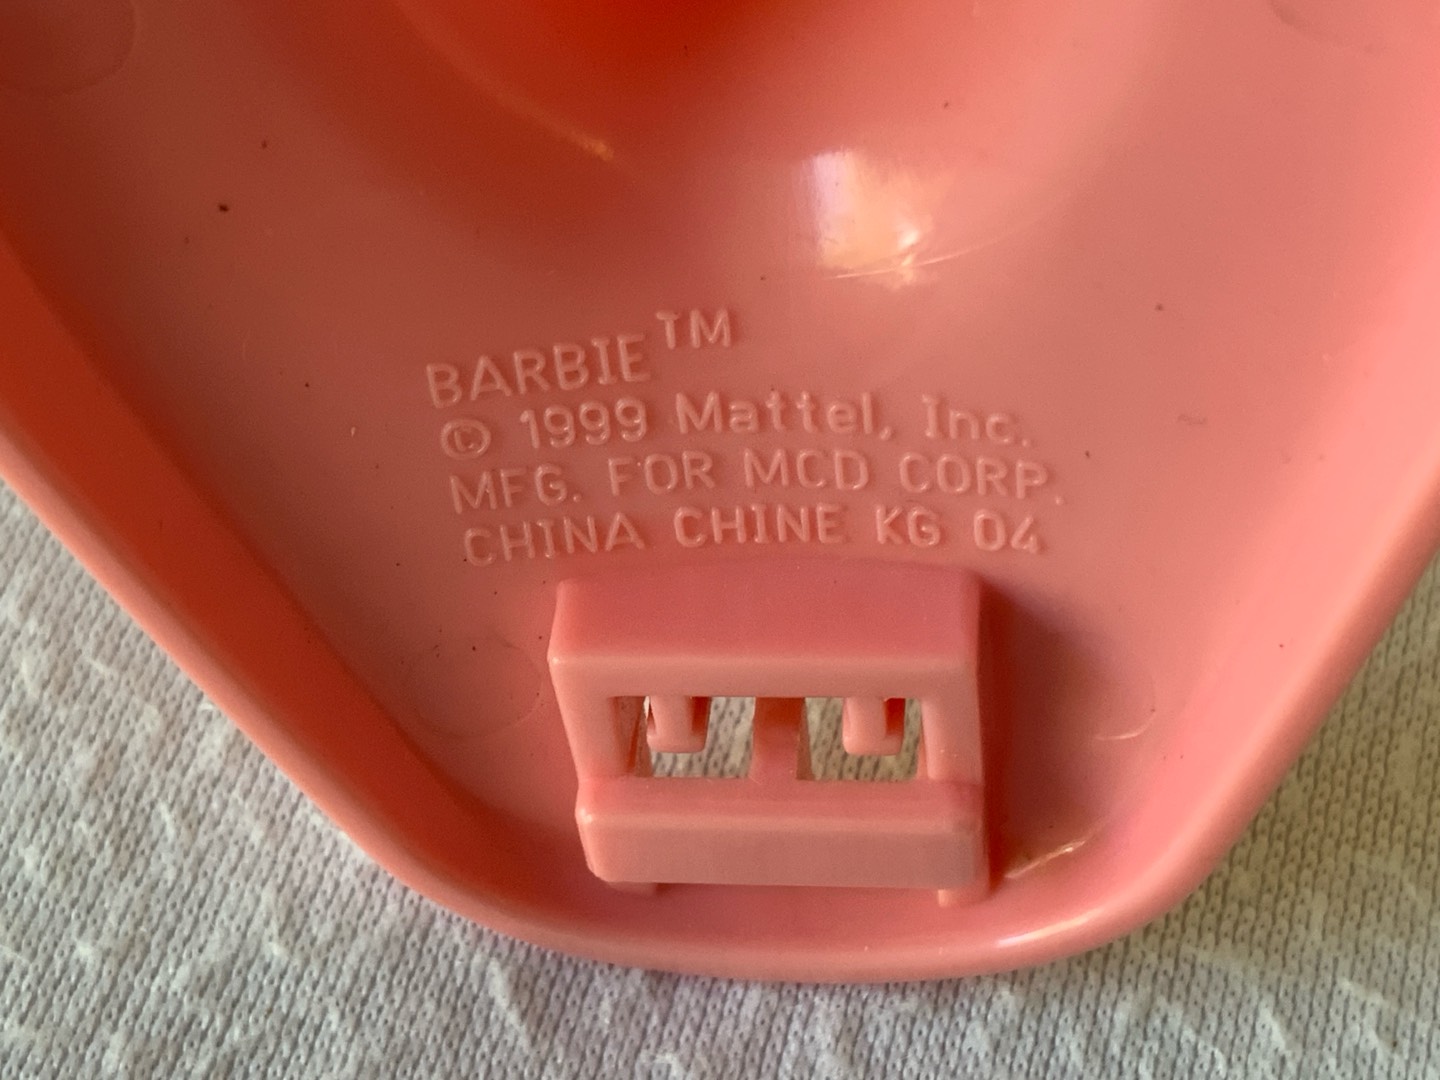 BARBIE™
© 1999 Mattel, Inc.
MFG. FOR MCD CORP.
CHINA CHINE KG 04